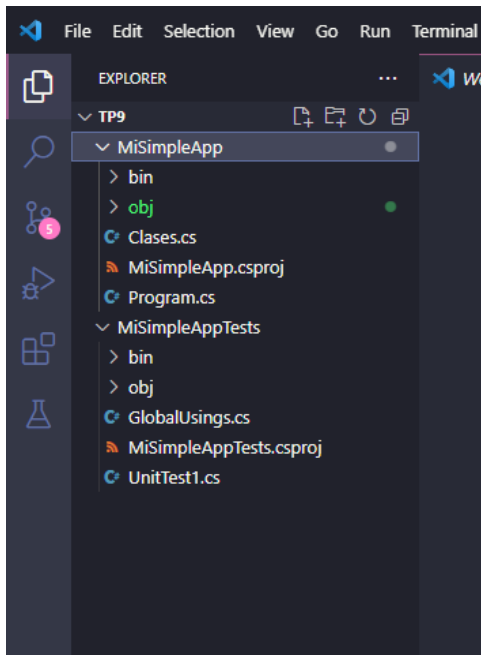 File Edit Selection View Go Run Terminal
EXPLORER
TP9
MiSimpleApp
bin
obj
Clases.cs
MiSimpleApp.csproj
Program.cs
MiSimpleAppTests
bin
obj
GlobalUsings.cs
MiSimpleAppTests.csproj
UnitTest1.cs
5